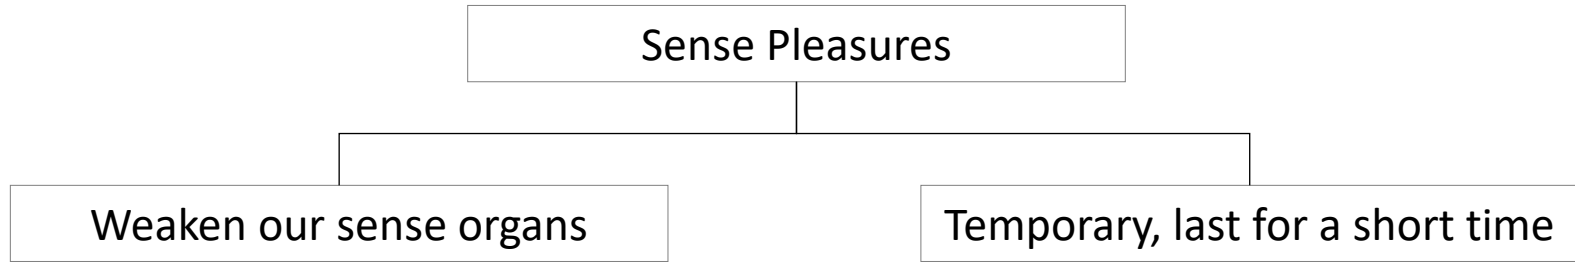 Sense Pleasures
Weaken our sense organs
Temporary, last for a short time